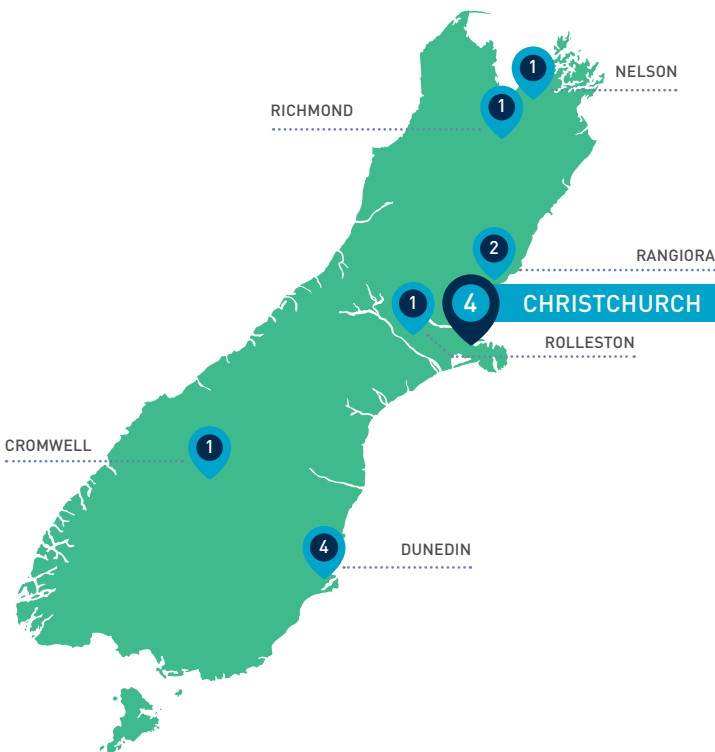 1
NELSON
1
RICHMOND
2
RANGIORA
4
CHRISTCHURCH
1
ROLLESTON
1
CROMWELL
4
DUNEDIN